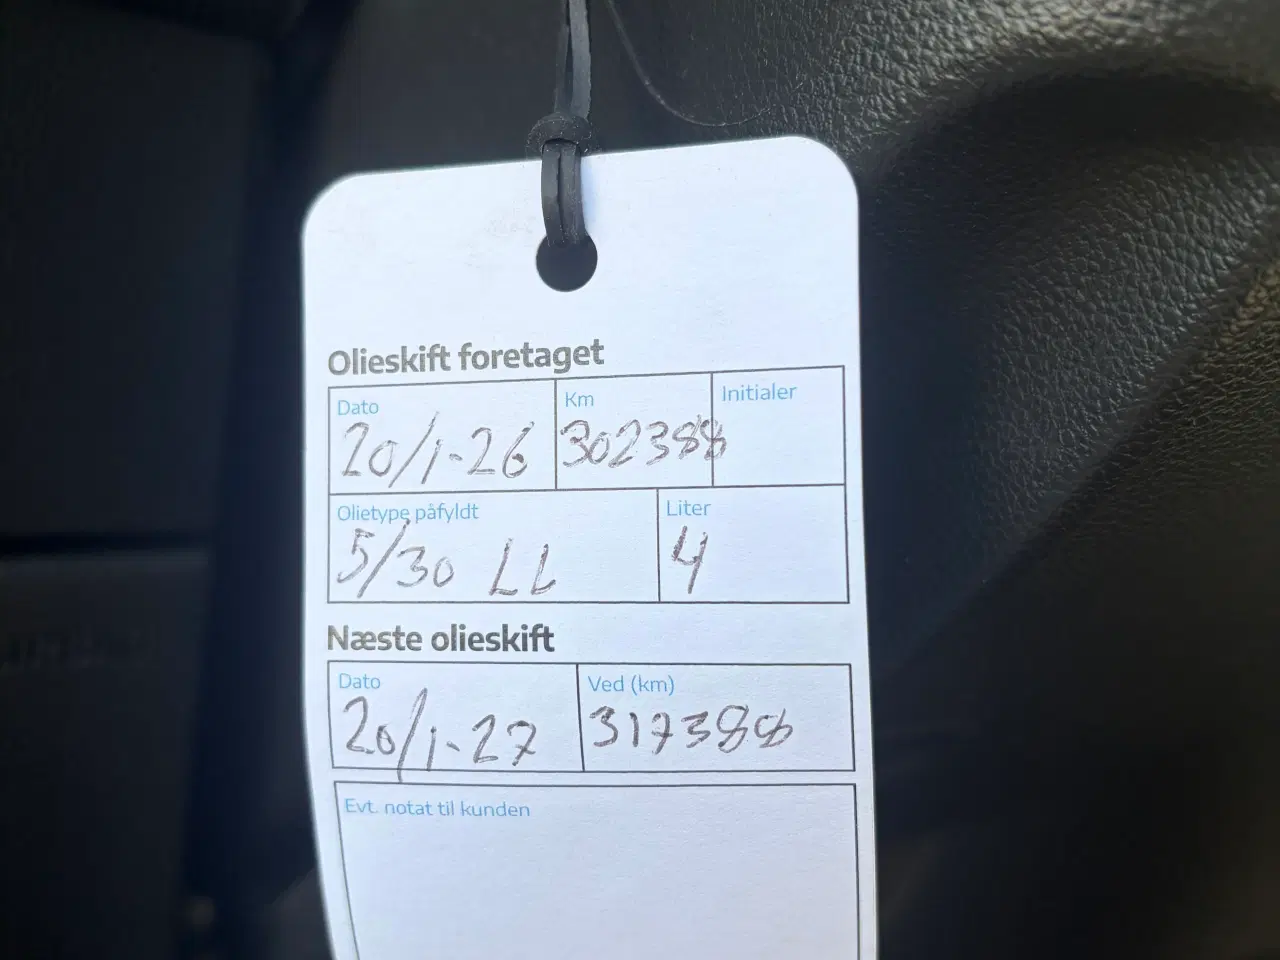 Olieskift foretaget
Dato Km Initialer
20/1-26 302388
Olietype påfyldt Liter
5/30 LL 4
Næste olieskift
Dato Ved (km)
20/1-27 317388
Evt. notat til kunden